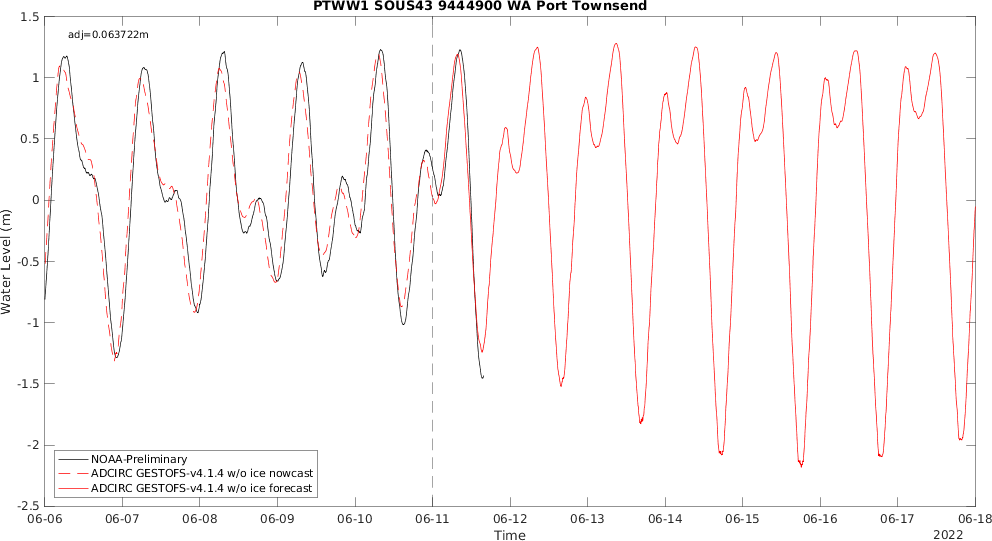 PTWW1 SOUS43 9444900 WA Port Townsend
adj=0.063722m
1.5
1
0.5
0
-0.5
-1
-1.5
-2
-2.5
Water Level (m)
NOAA-Preliminary
ADCIRC GESTOFS-v4.1.4 w/o ice nowcast
ADCIRC GESTOFS-v4.1.4 w/o ice forecast
06-06 06-07 06-08 06-09 06-10 06-11 06-12 06-13 06-14 06-15 06-16 06-17 06-18
Time
2022